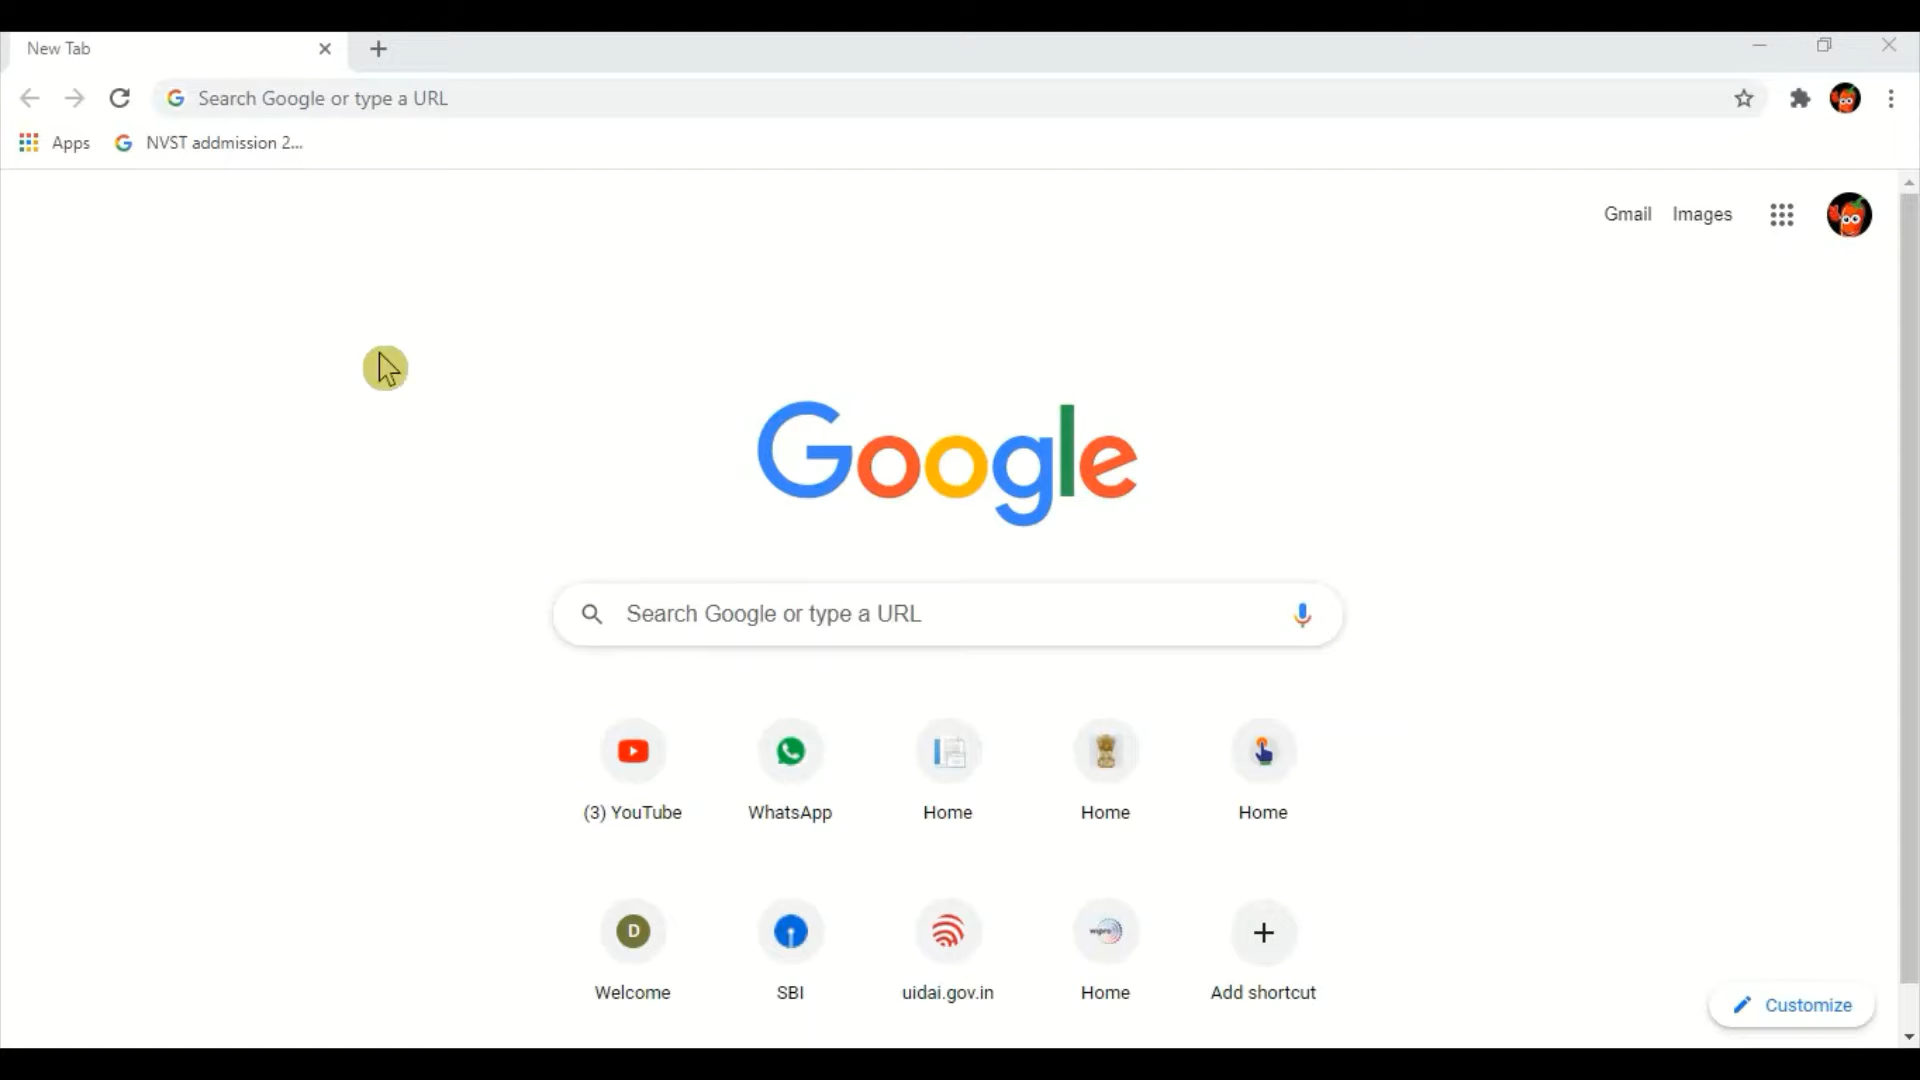 New Tab
Search Google or type a URL
Apps
NVST addmission 2...
Gmail Images
Google
Search Google or type a URL
(3) YouTube
WhatsApp
Home
Home
Home
D
wipro
Welcome
SBI
uidai.gov.in
Home
Add shortcut
Customize